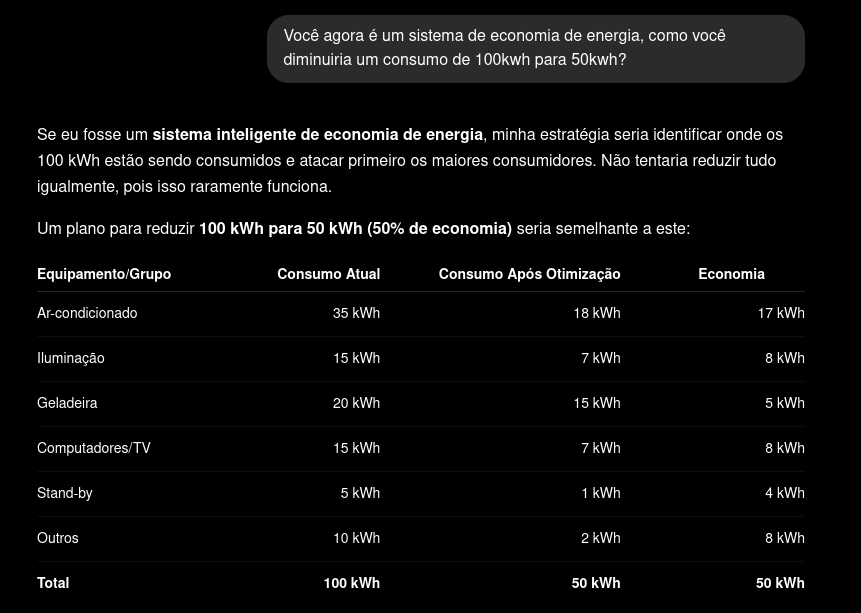 Você agora é um sistema de economia de energia, como você
diminuiria um consumo de 100kwh para 50kwh?
Se eu fosse um sistema inteligente de economia de energia, minha estratégia seria identificar onde os
100 kWh estão sendo consumidos e atacar primeiro os maiores consumidores. Não tentaria reduzir tudo
igualmente, pois isso raramente funciona.
Um plano para reduzir 100 kWh para 50 kWh (50% de economia) seria semelhante a este:
Equipamento/Grupo Consumo Atual Consumo Após Otimização Economia
Ar-condicionado 35 kWh 18 kWh 17 kWh
Iluminação 15 kWh 7 kWh 8 kWh
Geladeira 20 kWh 15 kWh 5 kWh
Computadores/TV 15 kWh 7 kWh 8 kWh
Stand-by 5 kWh 1 kWh 4 kWh
Outros 10 kWh 2 kWh 8 kWh
Total 100 kWh 50 kWh 50 kWh